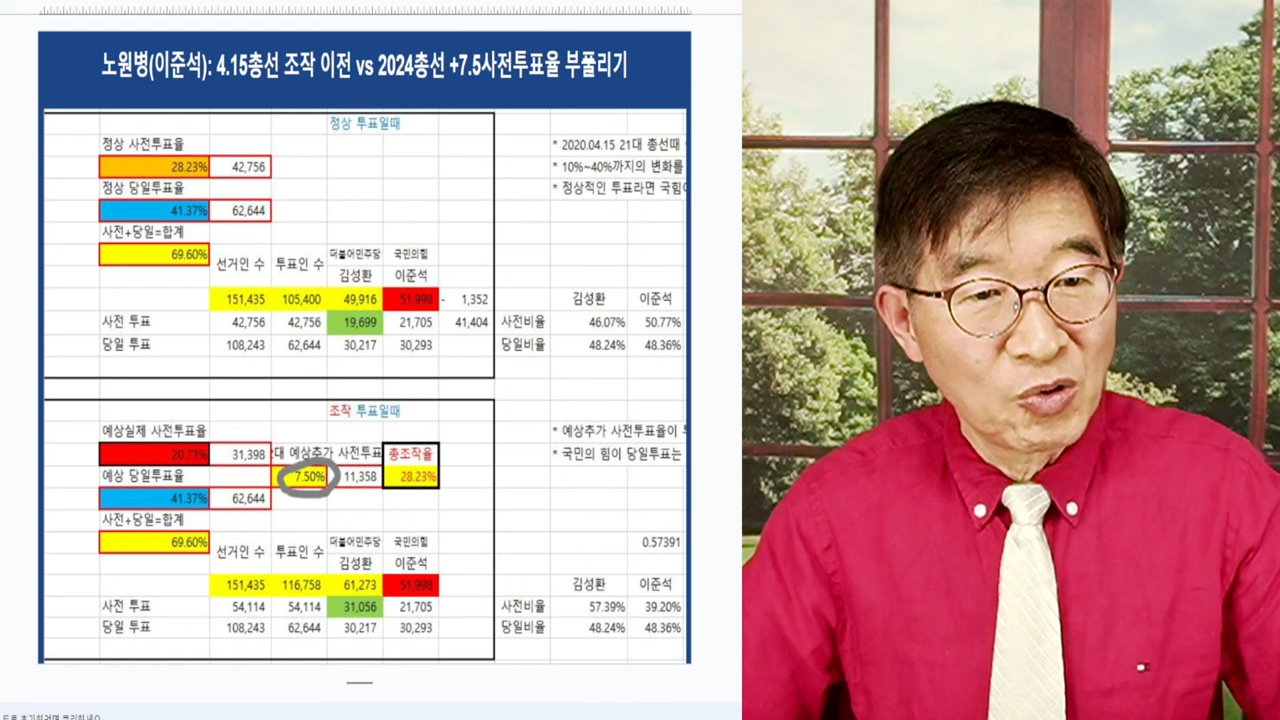 노원병(이준석): 4.15총선 조작 이전 vs 2024총선 +7.5사전투표율 부풀리기
정상 투표일때
정상 사전투표율
* 2020.04.15 21대 총선때
28.23% 42,756
* 10%~40%까지의 변화를
정상 당일투표율
* 정상적인 투표라면 국힘이
41.37% 62,644
사전+당일=합계
69.60% 선거인 수 투표인 수 더불어민주당 국민의힘
김성환 이준석
151,435 105,400 49,916 51,998 - 1,352 김성환 이준석
사전 투표 42,756 42,756 19,699 21,705 41,404 사전비율 46.07% 50.77%
당일 투표 108,243 62,644 30,217 30,293 당일비율 48.24% 48.36%
조작 투표일때
예상실제 사전투표율
* 예상추가 사전투표율이
20.73% 31,398 대 예상추가 사전투표 총조작율
* 국민의 힘이 당일투표는
예상 당일투표율 7.50% 11,358 28.23%
41.37% 62,644
사전+당일=합계
69.60% 선거인 수 투표인 수 더불어민주당 국민의힘 0.57391
김성환 이준석
151,435 116,758 61,273 51,998 김성환 이준석
사전 투표 54,114 54,114 31,056 21,705 사전비율 57.39% 39.20%
당일 투표 108,243 62,644 30,217 30,293 당일비율 48.24% 48.36%